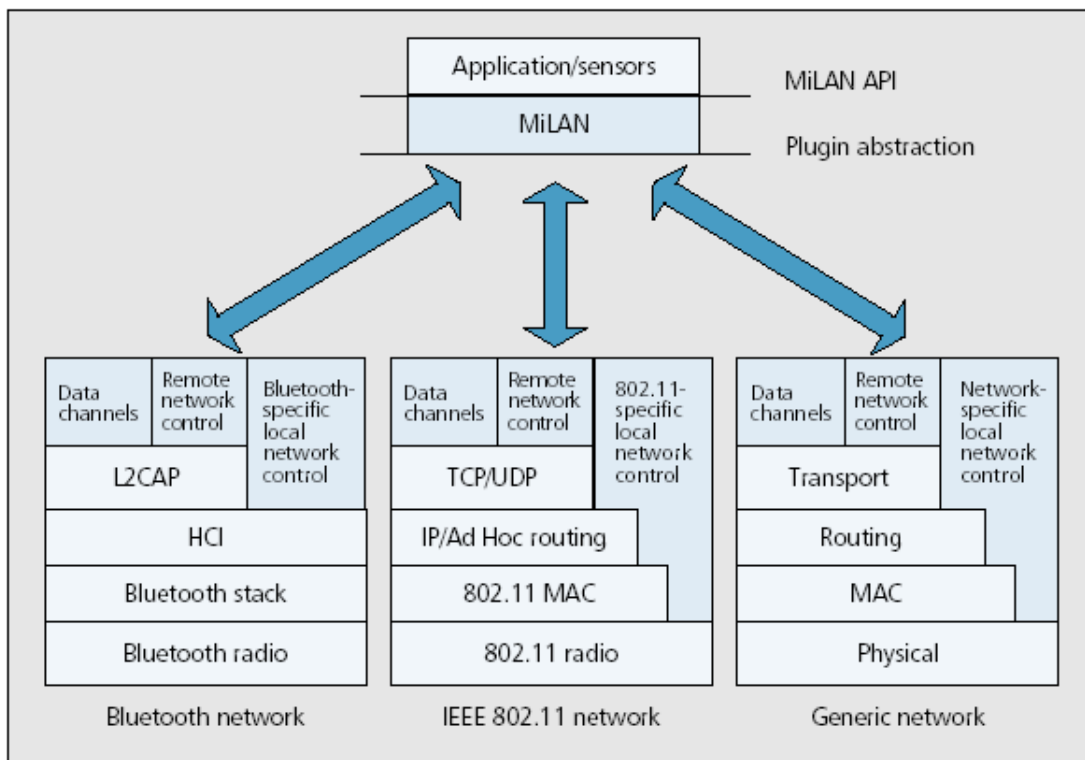 Application/sensors
MiLAN API
MiLAN
Plugin abstraction
Data
channels
Remote
network
control
Bluetooth-
specific
local
network
control
L2CAP
HCI
Bluetooth stack
Bluetooth radio
Bluetooth network
Data
channels
Remote
network
control
802.11-
specific
local
network
control
TCP/UDP
IP/Ad Hoc routing
802.11 MAC
802.11 radio
IEEE 802.11 network
Data
channels
Remote
network
control
Network-
specific
local
network
control
Transport
Routing
MAC
Physical
Generic network